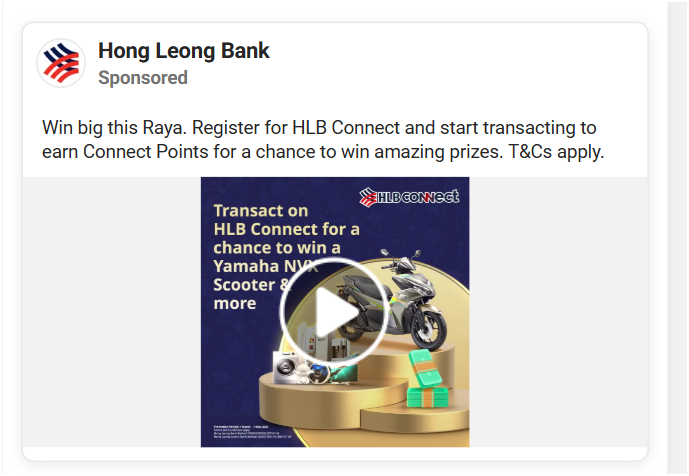 Hong Leong Bank
Sponsored
Win big this Raya. Register for HLB Connect and start transacting to
earn Connect Points for a chance to win amazing prizes. T&Cs apply.
HLB CONNECT
Transact on
HLB Connect for a
chance to win a
Yamaha NVX
Scooter &
more